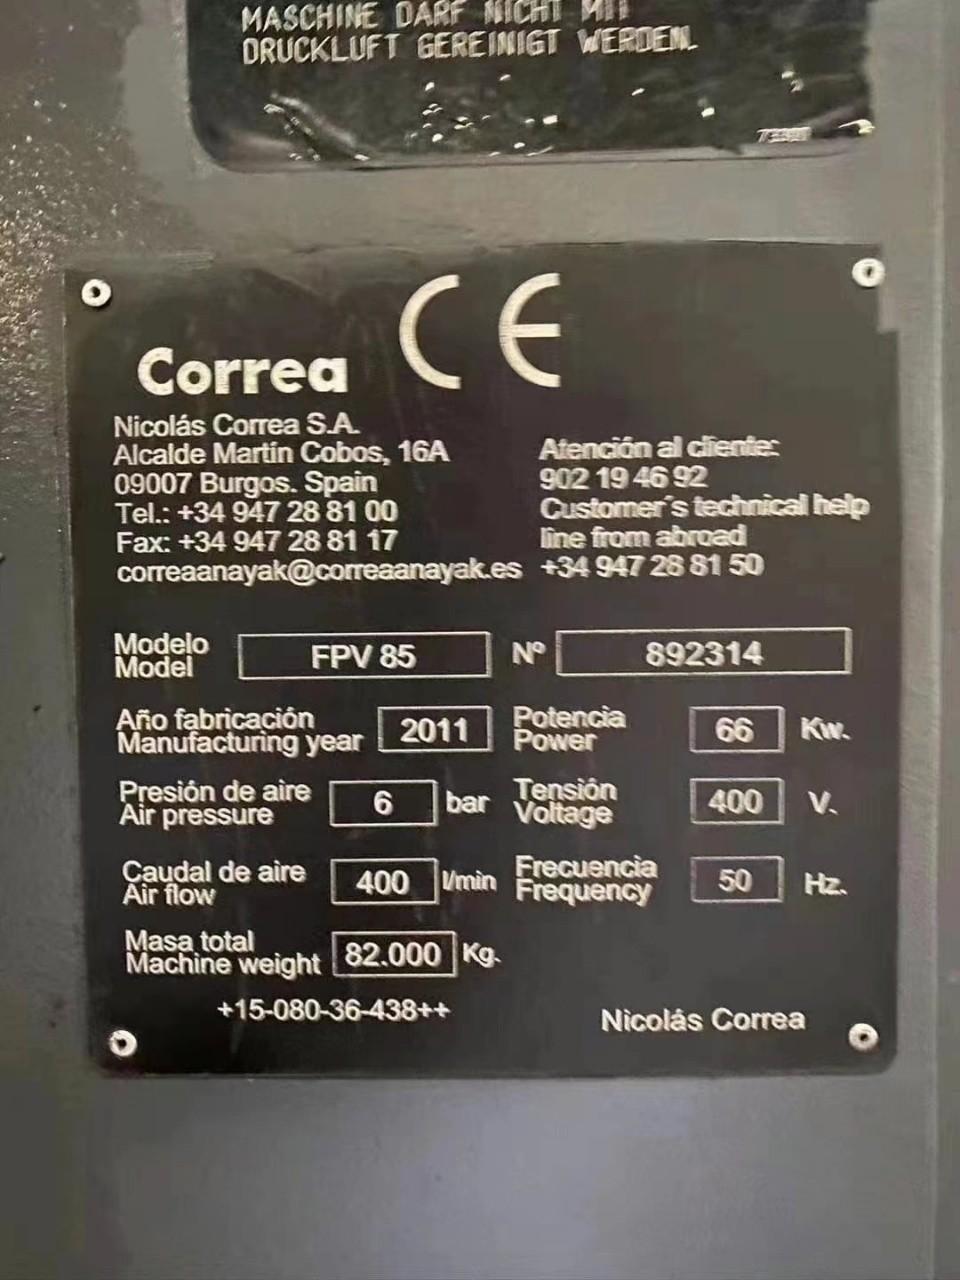 MASCHINE DARF NICHT MIT
DRUCKLUFT GEREINIGT WERDEN.
CE
Correa
Nicolás Correa S.A.
Alcalde Martín Cobos, 16A
09007 Burgos. Spain
Tel.: +34 947 28 81 00
Fax: +34 947 28 81 17
correaanayak@correaanayak.es
Atención al cliente:
902 19 46 92
Customer´s technical help
line from abroad
+34 947 28 81 50
Modelo
Model
FPV 85
Nº
892314
Año fabricación
Manufacturing year
2011
Potencia
Power
66
Kw.
Presión de aire
Air pressure
6
bar
Tensión
Voltage
400
V.
Caudal de aire
Air flow
400
l/min
Frecuencia
Frequency
50
Hz.
Masa total
Machine weight
82.000
Kg.
+15-080-36-438++
Nicolás Correa